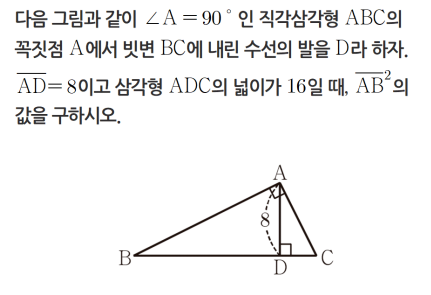 다음 그림과 같이 ∠A=90°인 직각삼각형 ABC의
꼭짓점 A에서 빗변 BC에 내린 수선의 발을 D라 하자.
\overline{AD}=8이고 삼각형 ADC의 넓이가 16일 때, \overline{AB}²의
값을 구하시오.
A
8
B
D
C